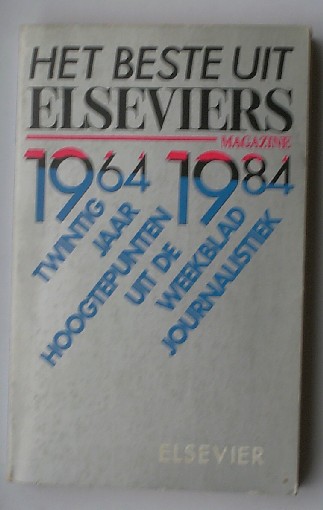 HET BESTE UIT
ELSEVIERS
MAGAZINE
1964 1984
TWINTIG
JAAR
HOOGTEPUNTEN
UIT DE
WEEKBLAD
JOURNALISTIEK
ELSEVIER